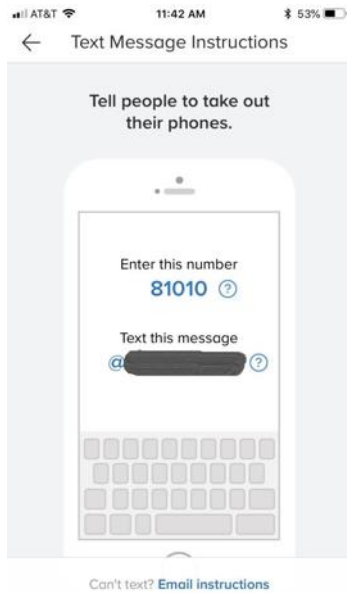 AT&T 11:42 AM 53%
Text Message Instructions
Tell people to take out
their phones.
Enter this number
81010 ?
Text this message
@ ?
Can't text? Email instructions